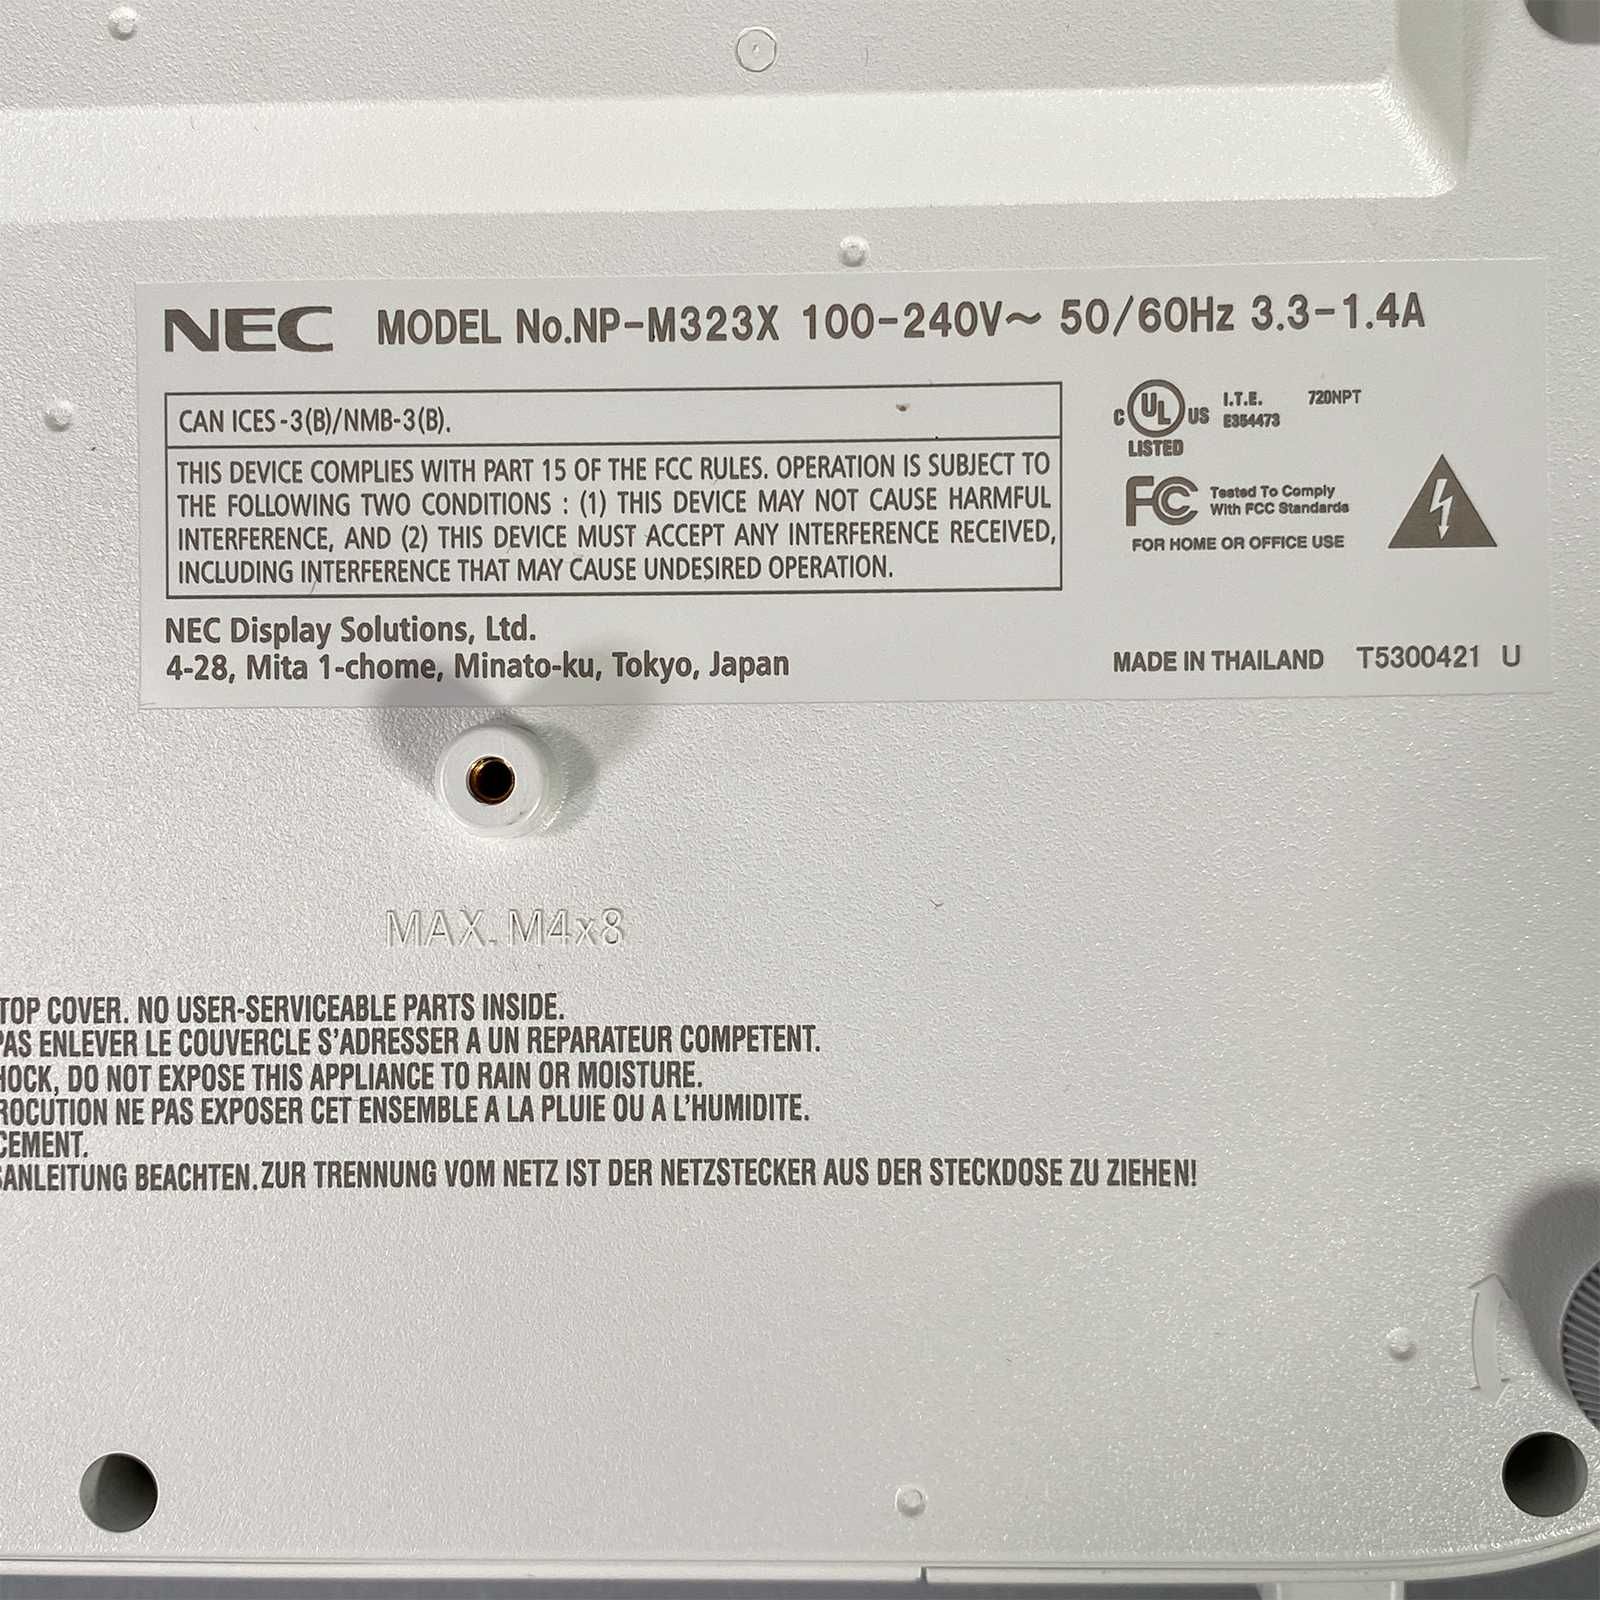 NEC MODEL No.NP-M323X 100-240V~ 50/60Hz 3.3-1.4A
CAN ICES-3(B)/NMB-3(B).
THIS DEVICE COMPLIES WITH PART 15 OF THE FCC RULES. OPERATION IS SUBJECT TO
THE FOLLOWING TWO CONDITIONS : (1) THIS DEVICE MAY NOT CAUSE HARMFUL
INTERFERENCE, AND (2) THIS DEVICE MUST ACCEPT ANY INTERFERENCE RECEIVED,
INCLUDING INTERFERENCE THAT MAY CAUSE UNDESIRED OPERATION.
NEC Display Solutions, Ltd.
4-28, Mita 1-chome, Minato-ku, Tokyo, Japan
C UL US I.T.E. 720NPT
E354473
LISTED
FC Tested To Comply
With FCC Standards
FOR HOME OR OFFICE USE
MADE IN THAILAND T5300421 U
MAX. M4x8
TOP COVER. NO USER-SERVICEABLE PARTS INSIDE.
PAS ENLEVER LE COUVERCLE S'ADRESSER A UN REPARATEUR COMPETENT.
HOCK, DO NOT EXPOSE THIS APPLIANCE TO RAIN OR MOISTURE.
ROCUTION NE PAS EXPOSER CET ENSEMBLE A LA PLUIE OU A L'HUMIDITE.
CEMENT.
SANLEITUNG BEACHTEN. ZUR TRENNUNG VOM NETZ IST DER NETZSTECKER AUS DER STECKDOSE ZU ZIEHEN!